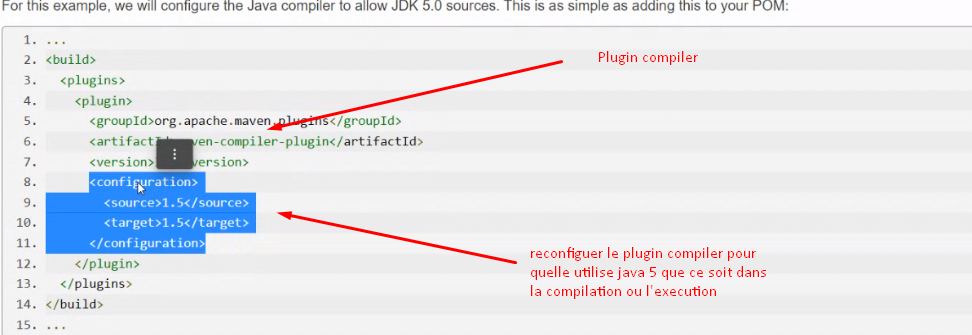 For this example, we will configure the Java compiler to allow JDK 5.0 sources. This is as simple as adding this to your POM:
1. ...
2. <build>
3. <plugins>
4. <plugin>
5. <groupId>org.apache.maven.plugins</groupId>
6. <artifactId ven-compiler-plugin</artifactId>
7. <version> version>
8. <configuration>
9. <source>1.5</source>
10. <target>1.5</target>
11. </configuration>
12. </plugin>
13. </plugins>
14. </build>
15. ...
Plugin compiler
reconfiguer le plugin compiler pour
quelle utilise java 5 que ce soit dans
la compilation ou l'execution